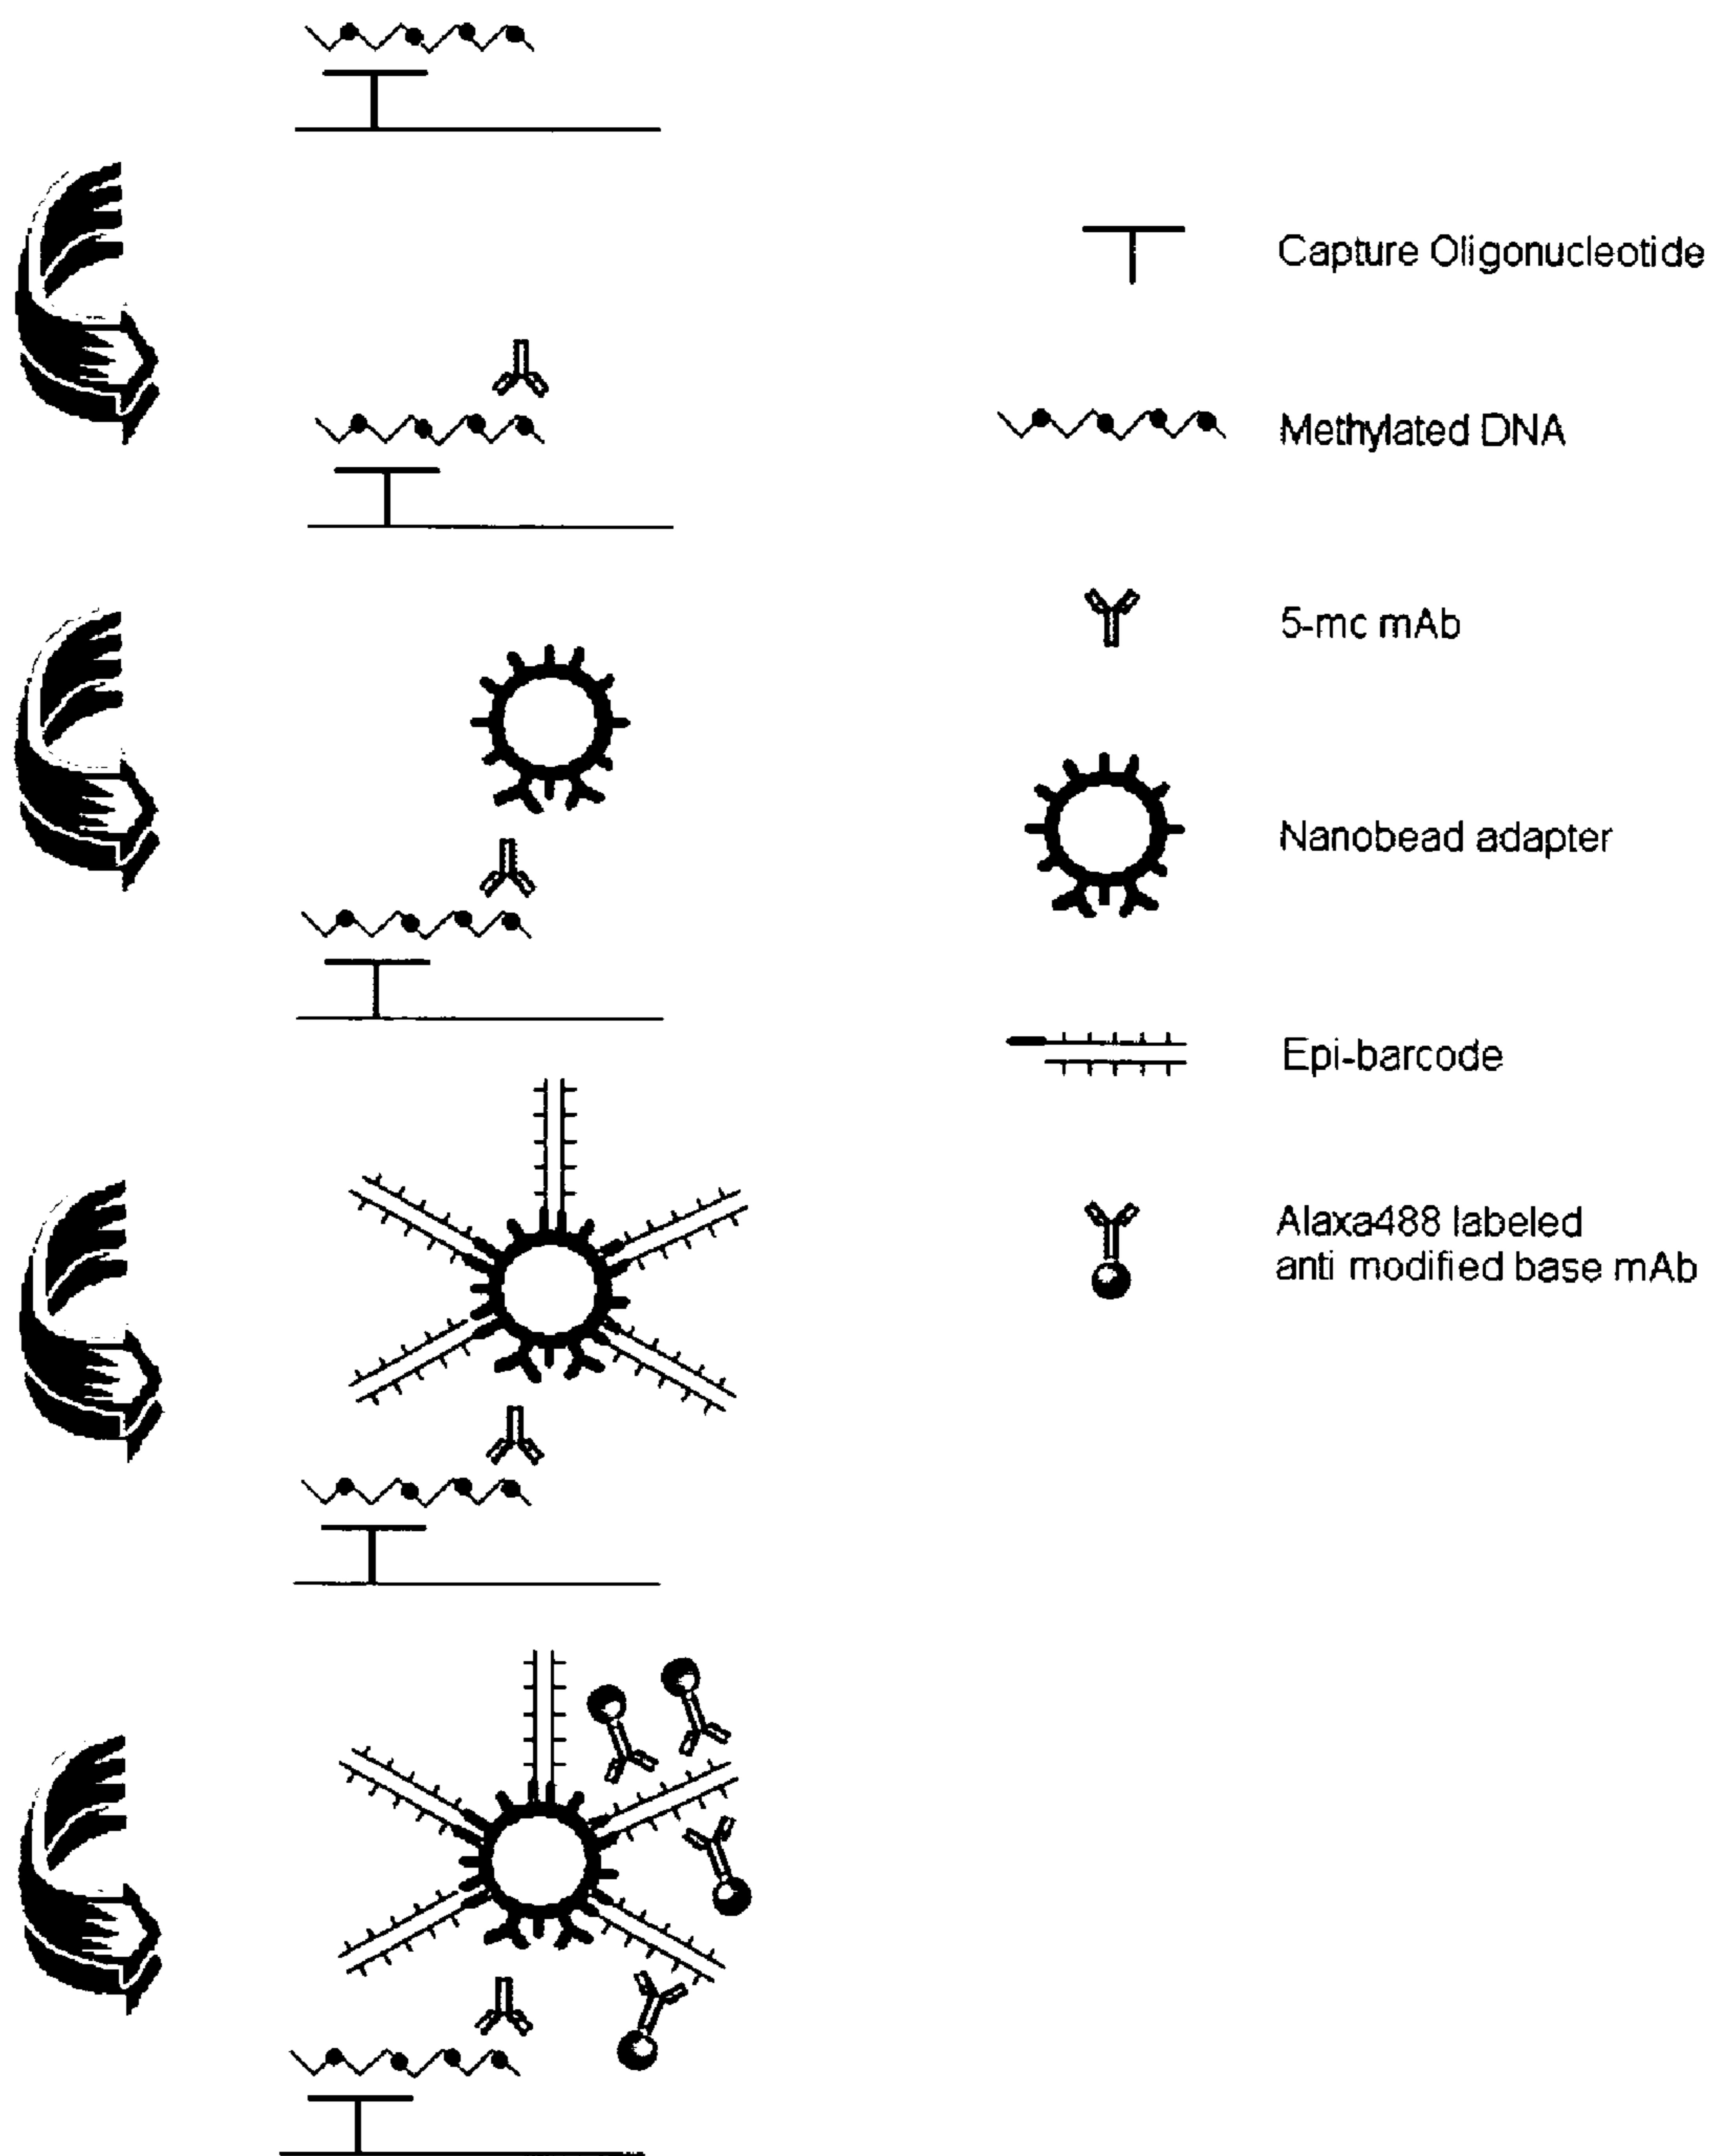 Capture Oligonucleotide
Methylated DNA
5-mc mAb
Nanobead adapter
Epi-barcode
Alaxa488 labeled
anti modified base mAb